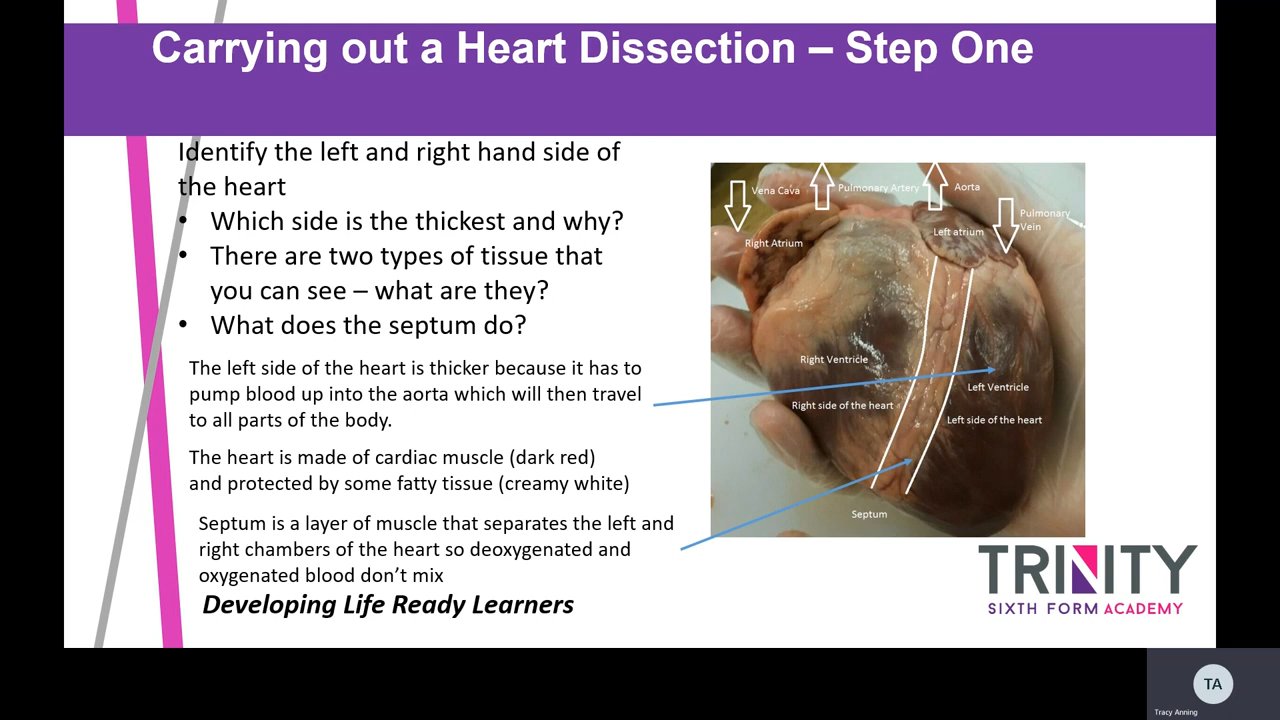 Carrying out a Heart Dissection – Step One
Identify the left and right hand side of
the heart
• Which side is the thickest and why?
• There are two types of tissue that
you can see – what are they?
• What does the septum do?
The left side of the heart is thicker because it has to
pump blood up into the aorta which will then travel
to all parts of the body.
The heart is made of cardiac muscle (dark red)
and protected by some fatty tissue (creamy white)
Septum is a layer of muscle that separates the left and
right chambers of the heart so deoxygenated and
oxygenated blood don’t mix
Developing Life Ready Learners
Vena Cava
Pulmonary Artery
Aorta
Pulmonary
Vein
Right Atrium
Left atrium
Right Ventricle
Left Ventricle
Right side of the heart
Left side of the heart
Septum
TRINITY
SIXTH FORM ACADEMY
TA
Tracy Anning